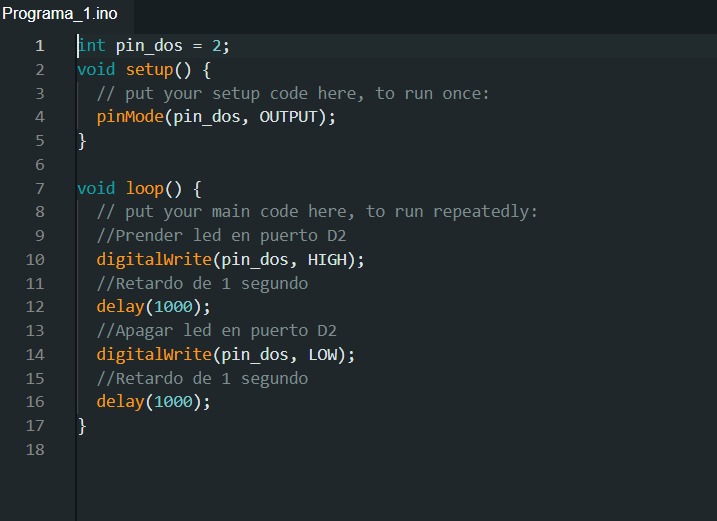 Programa_1.ino
1 int pin_dos = 2;
2 void setup() {
3 // put your setup code here, to run once:
4 pinMode(pin_dos, OUTPUT);
5 }
6
7 void loop() {
8 // put your main code here, to run repeatedly:
9 //Prender led en puerto D2
10 digitalWrite(pin_dos, HIGH);
11 //Retardo de 1 segundo
12 delay(1000);
13 //Apagar led en puerto D2
14 digitalWrite(pin_dos, LOW);
15 //Retardo de 1 segundo
16 delay(1000);
17 }
18